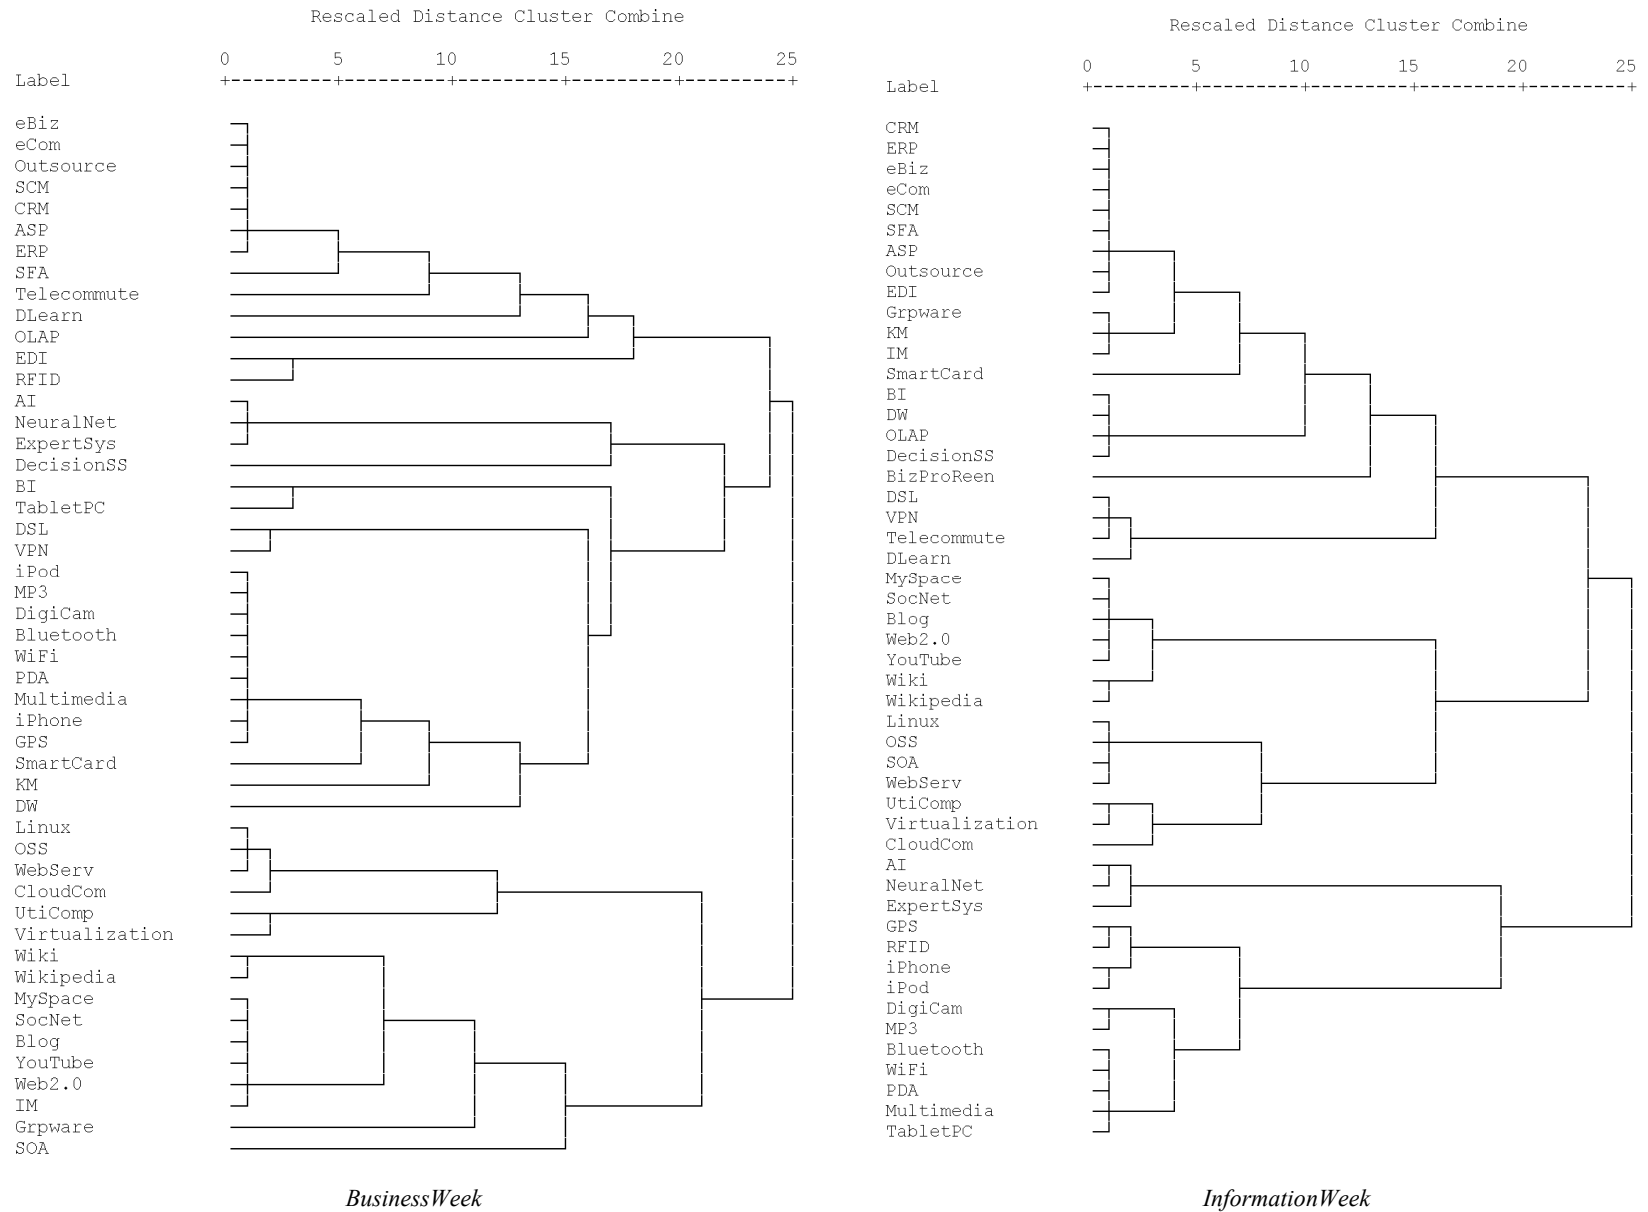 Rescaled Distance Cluster Combine
0 5 10 15 20 25
Label
eBiz
eCom
Outsource
SCM
CRM
ASP
ERP
SFA
Telecommute
DLearn
OLAP
EDI
RFID
AI
NeuralNet
ExpertSys
DecisionSS
BI
TabletPC
DSL
VPN
iPod
MP3
DigiCam
Bluetooth
WiFi
PDA
Multimedia
iPhone
GPS
SmartCard
KM
DW
Linux
OSS
WebServ
CloudCom
UtiComp
Virtualization
Wiki
Wikipedia
MySpace
SocNet
Blog
YouTube
Web2.0
IM
Grpware
SOA
BusinessWeek
Rescaled Distance Cluster Combine
0 5 10 15 20 25
Label
CRM
ERP
eBiz
eCom
SCM
SFA
ASP
Outsource
EDI
Grpware
KM
IM
SmartCard
BI
DW
OLAP
DecisionSS
BizProReen
DSL
VPN
Telecommute
DLearn
MySpace
SocNet
Blog
Web2.0
YouTube
Wiki
Wikipedia
Linux
OSS
SOA
WebServ
UtiComp
Virtualization
CloudCom
AI
NeuralNet
ExpertSys
GPS
RFID
iPhone
iPod
DigiCam
MP3
Bluetooth
WiFi
PDA
Multimedia
TabletPC
InformationWeek